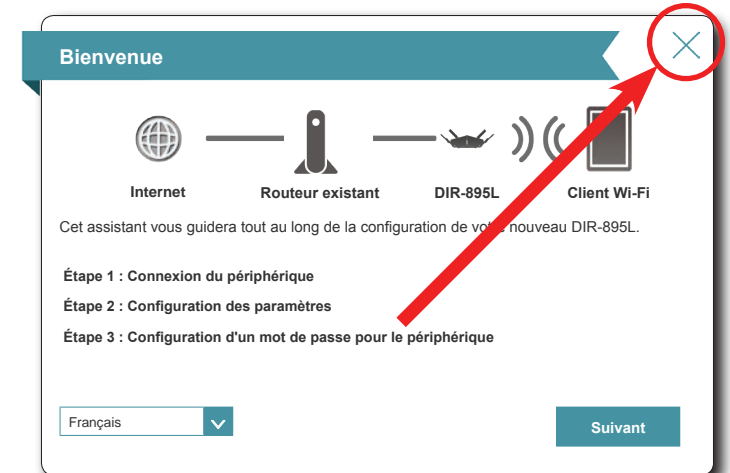 Bienvenue
Internet
Routeur existant
DIR-895L
Client Wi-Fi
Cet assistant vous guidera tout au long de la configuration de votre nouveau DIR-895L.
Étape 1 : Connexion du périphérique
Étape 2 : Configuration des paramètres
Étape 3 : Configuration d'un mot de passe pour le périphérique
Français
Suivant